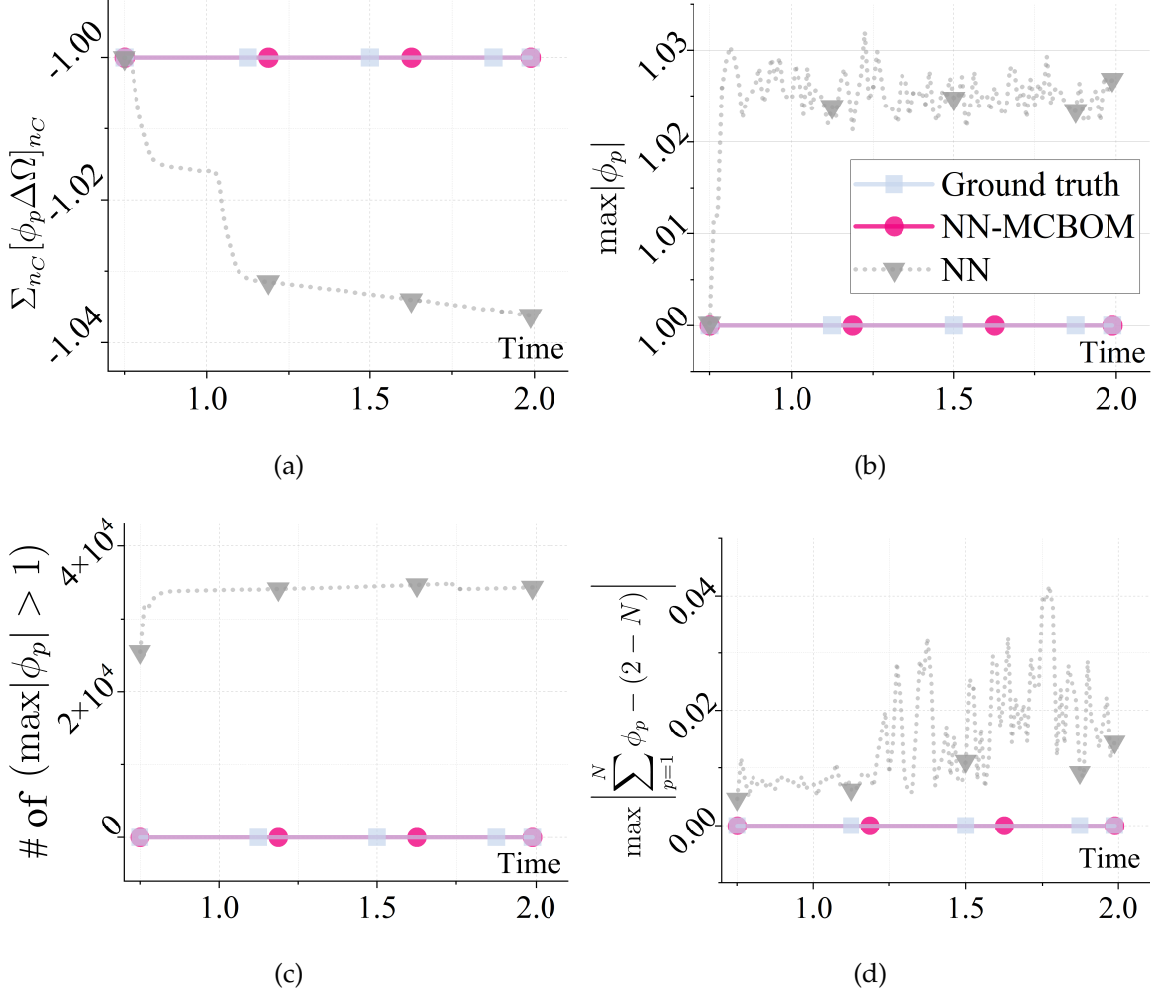 -1.00
-1.02
-1.04
Σ_{n_C}[ϕ_pΔΩ]_{n_C}
Time
1.0 1.5 2.0
(a)
1.03
1.02
1.01
1.00
max|ϕ_p|
Ground truth
NN-MCBOM
NN
Time
1.0 1.5 2.0
(b)
4×10⁴
2×10⁴
0
# of (max|ϕ_p| > 1)
Time
1.0 1.5 2.0
(c)
0.04
0.02
0.00
max |∑_{p=1}^{N} ϕ_p − (2 − N)|
Time
1.0 1.5 2.0
(d)